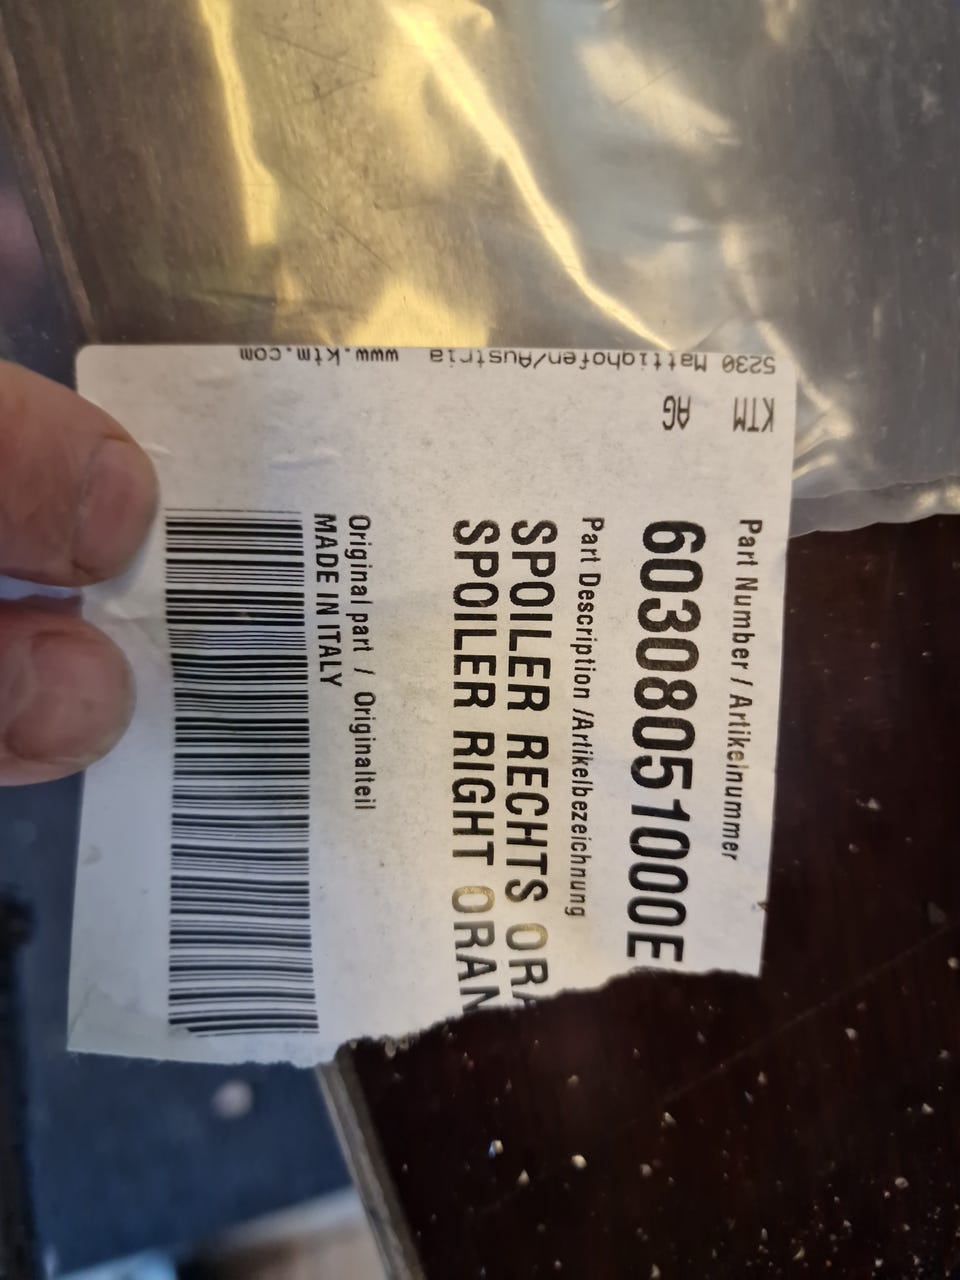 KTM AG
5230 Mattighofen/Austria www.ktm.com
Part Number / Artikelnummer
60308051000E
Part Description /Artikelbezeichnung
SPOILER RECHTS ORA
SPOILER RIGHT ORAN
Original part / Originalteil
MADE IN ITALY